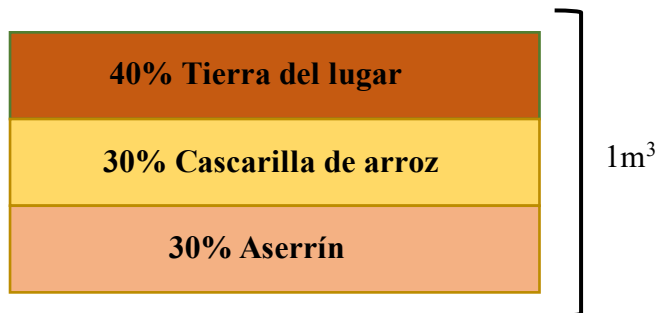 40% Tierra del lugar
30% Cascarilla de arroz
1m³
30% Aserrín